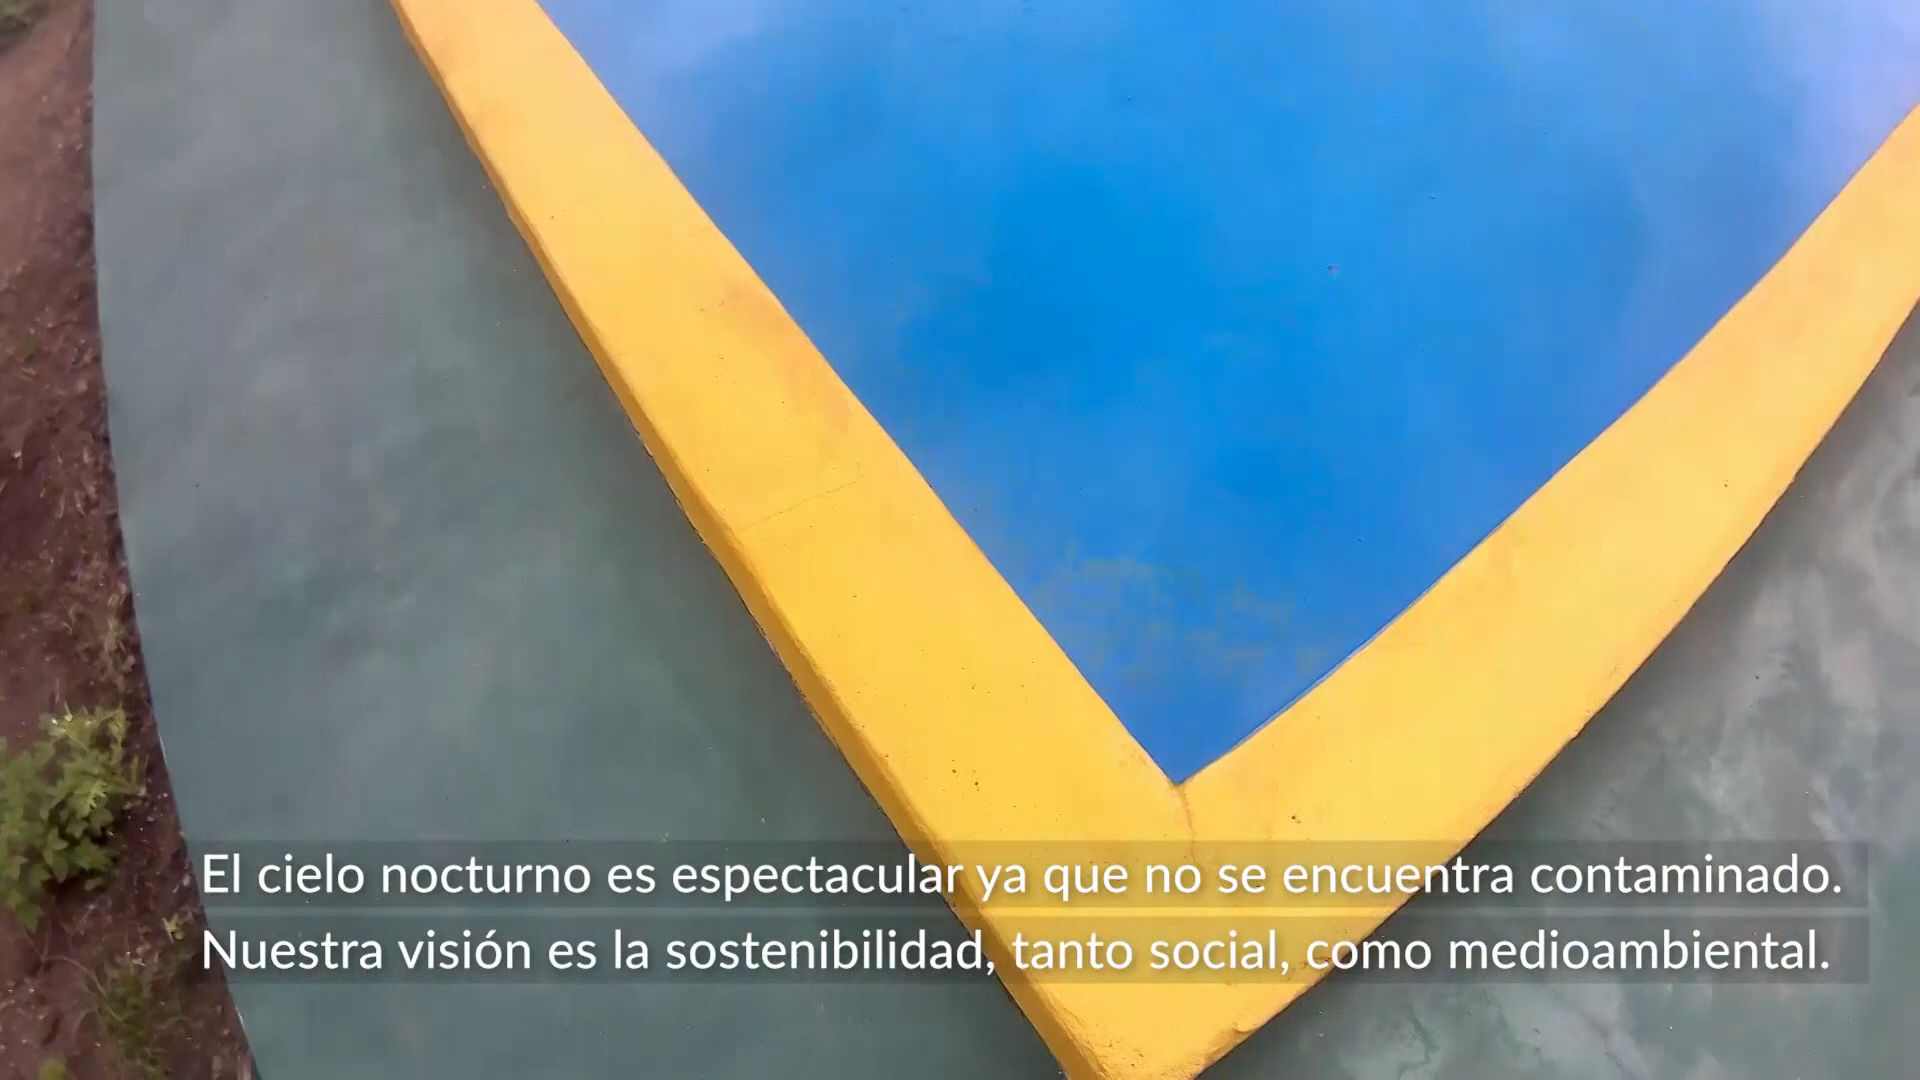 El cielo nocturno es espectacular ya que no se encuentra contaminado.
Nuestra visión es la sostenibilidad, tanto social, como medioambiental.